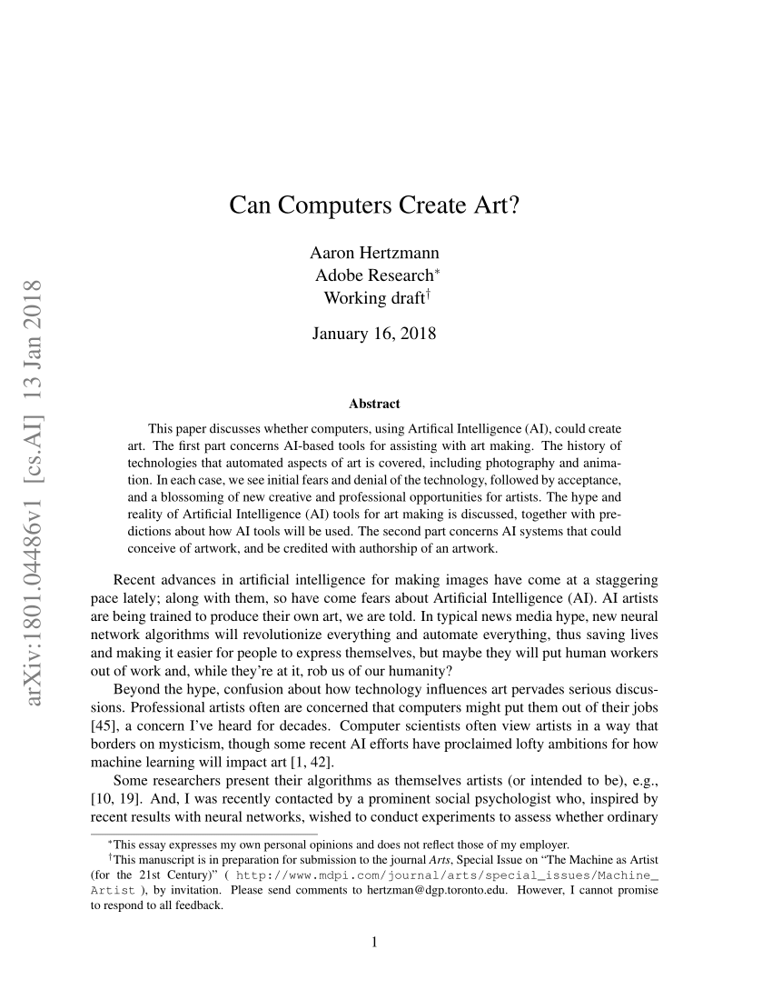 arXiv:1801.04486v1 [cs.AI] 13 Jan 2018
Can Computers Create Art?
Aaron Hertzmann
Adobe Research*
Working draft†
January 16, 2018
Abstract
This paper discusses whether computers, using Artifical Intelligence (AI), could create
art. The first part concerns AI-based tools for assisting with art making. The history of
technologies that automated aspects of art is covered, including photography and anima-
tion. In each case, we see initial fears and denial of the technology, followed by acceptance,
and a blossoming of new creative and professional opportunities for artists. The hype and
reality of Artificial Intelligence (AI) tools for art making is discussed, together with pre-
dictions about how AI tools will be used. The second part concerns AI systems that could
conceive of artwork, and be credited with authorship of an artwork.
Recent advances in artificial intelligence for making images have come at a staggering
pace lately; along with them, so have come fears about Artificial Intelligence (AI). AI artists
are being trained to produce their own art, we are told. In typical news media hype, new neural
network algorithms will revolutionize everything and automate everything, thus saving lives
and making it easier for people to express themselves, but maybe they will put human workers
out of work and, while they're at it, rob us of our humanity?
Beyond the hype, confusion about how technology influences art pervades serious discus-
sions. Professional artists often are concerned that computers might put them out of their jobs
[45], a concern I've heard for decades. Computer scientists often view artists in a way that
borders on mysticism, though some recent AI efforts have proclaimed lofty ambitions for how
machine learning will impact art [1, 42].
Some researchers present their algorithms as themselves artists (or intended to be), e.g.,
[10, 19]. And, I was recently contacted by a prominent social psychologist who, inspired by
recent results with neural networks, wished to conduct experiments to assess whether ordinary
*This essay expresses my own personal opinions and does not reflect those of my employer.
†This manuscript is in preparation for submission to the journal Arts, Special Issue on "The Machine as Artist
(for the 21st Century)" ( http://www.mdpi.com/journal/arts/special_issues/Machine_
Artist ), by invitation. Please send comments to hertzman@dgp.toronto.edu. However, I cannot promise
to respond to all feedback.
1